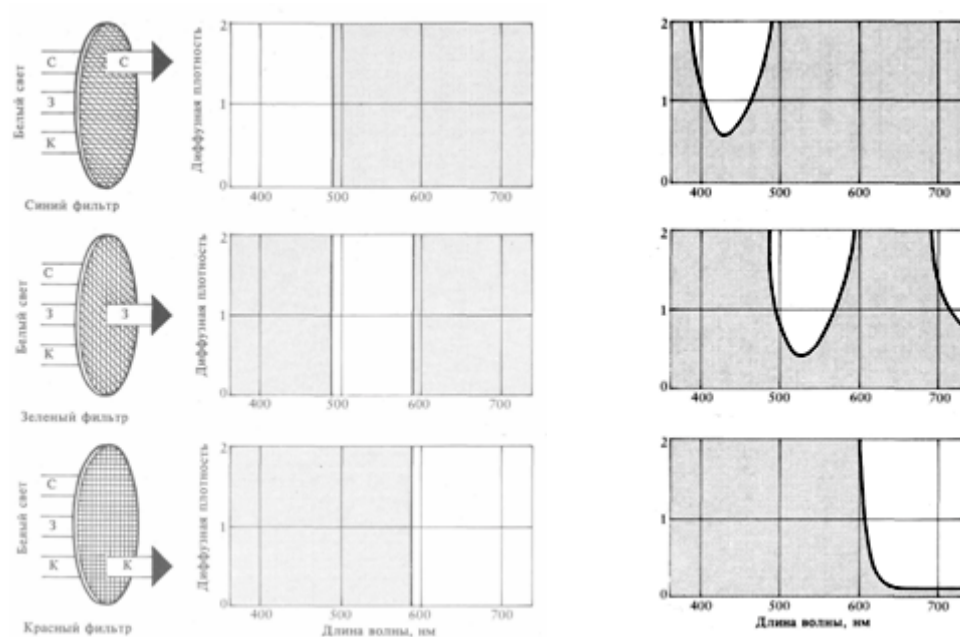 Белый свет
С
З
К
С
Синий фильтр
Диффузная плотность
2
1
0
400
500
600
700
2
1
0
400
500
600
700
Белый свет
С
З
К
З
Зеленый фильтр
Диффузная плотность
2
1
0
400
500
600
700
2
1
0
400
500
600
700
Белый свет
С
З
К
К
Красный фильтр
Диффузная плотность
2
1
0
400
500
600
700
Длина волны, нм
2
1
0
400
500
600
700
Длина волны, нм